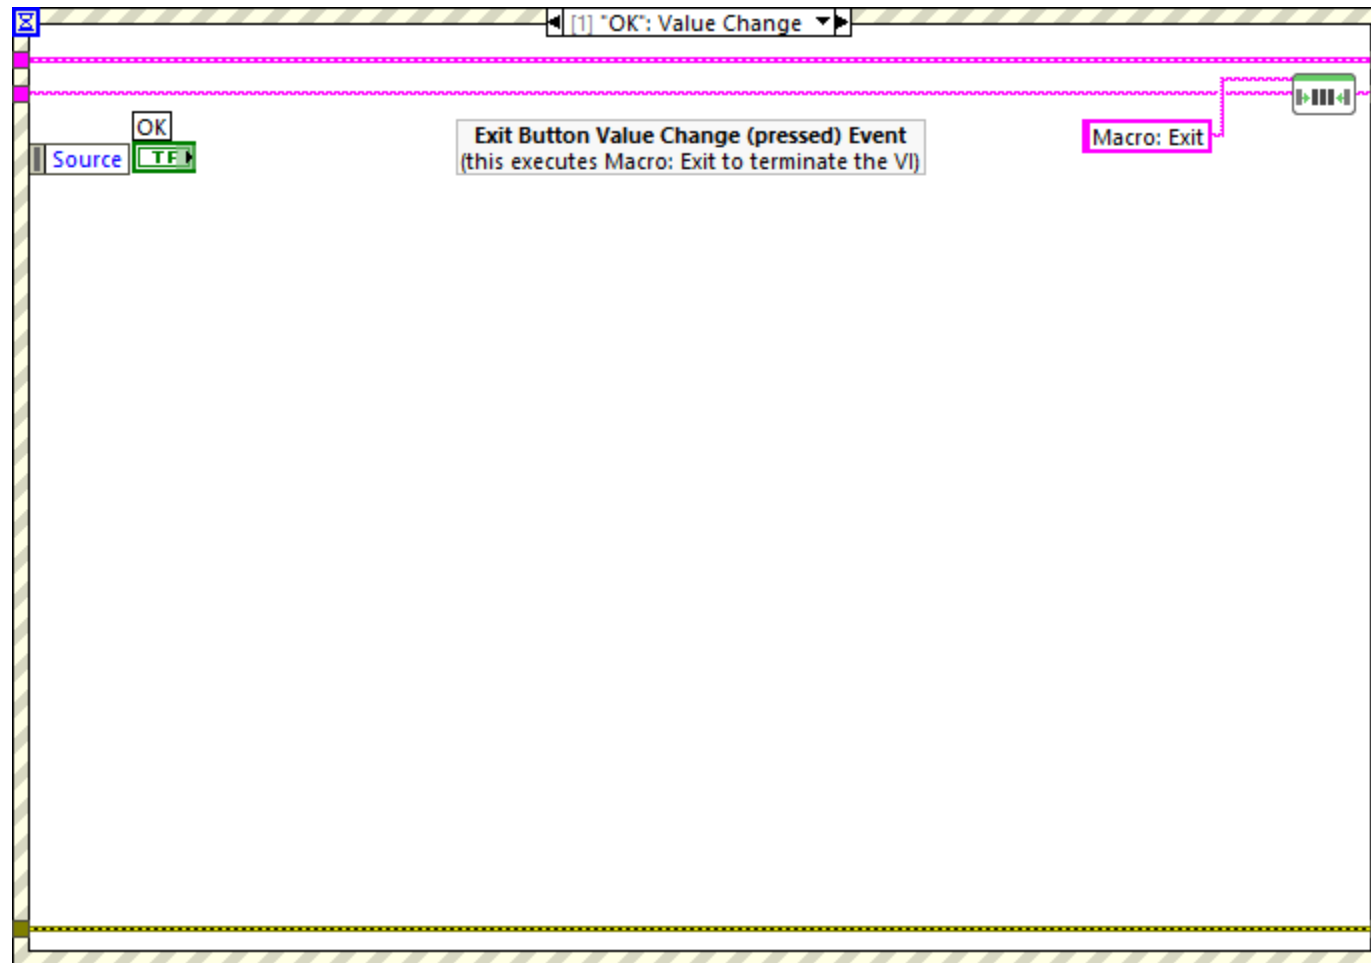 [1] "OK": Value Change
OK
Source
TF
Exit Button Value Change (pressed) Event
(this executes Macro: Exit to terminate the VI)
Macro: Exit